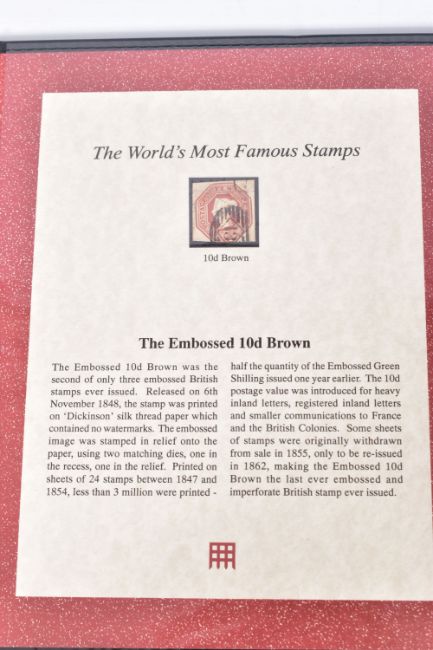 The World's Most Famous Stamps
10d Brown
The Embossed 10d Brown
The Embossed 10d Brown was the
second of only three embossed British
stamps ever issued. Released on 6th
November 1848, the stamp was printed
on 'Dickinson' silk thread paper which
contained no watermarks. The embossed
image was stamped in relief onto the
paper, using two matching dies, one in
the recess, one in the relief. Printed on
sheets of 24 stamps between 1847 and
1854, less than 3 million were printed -
half the quantity of the Embossed Green
Shilling issued one year earlier. The 10d
postage value was introduced for heavy
inland letters, registered inland letters
and smaller communications to France
and the British Colonies. Some sheets
of stamps were originally withdrawn
from sale in 1855, only to be re-issued
in 1862, making the Embossed 10d
Brown the last ever embossed and
imperforate British stamp ever issued.